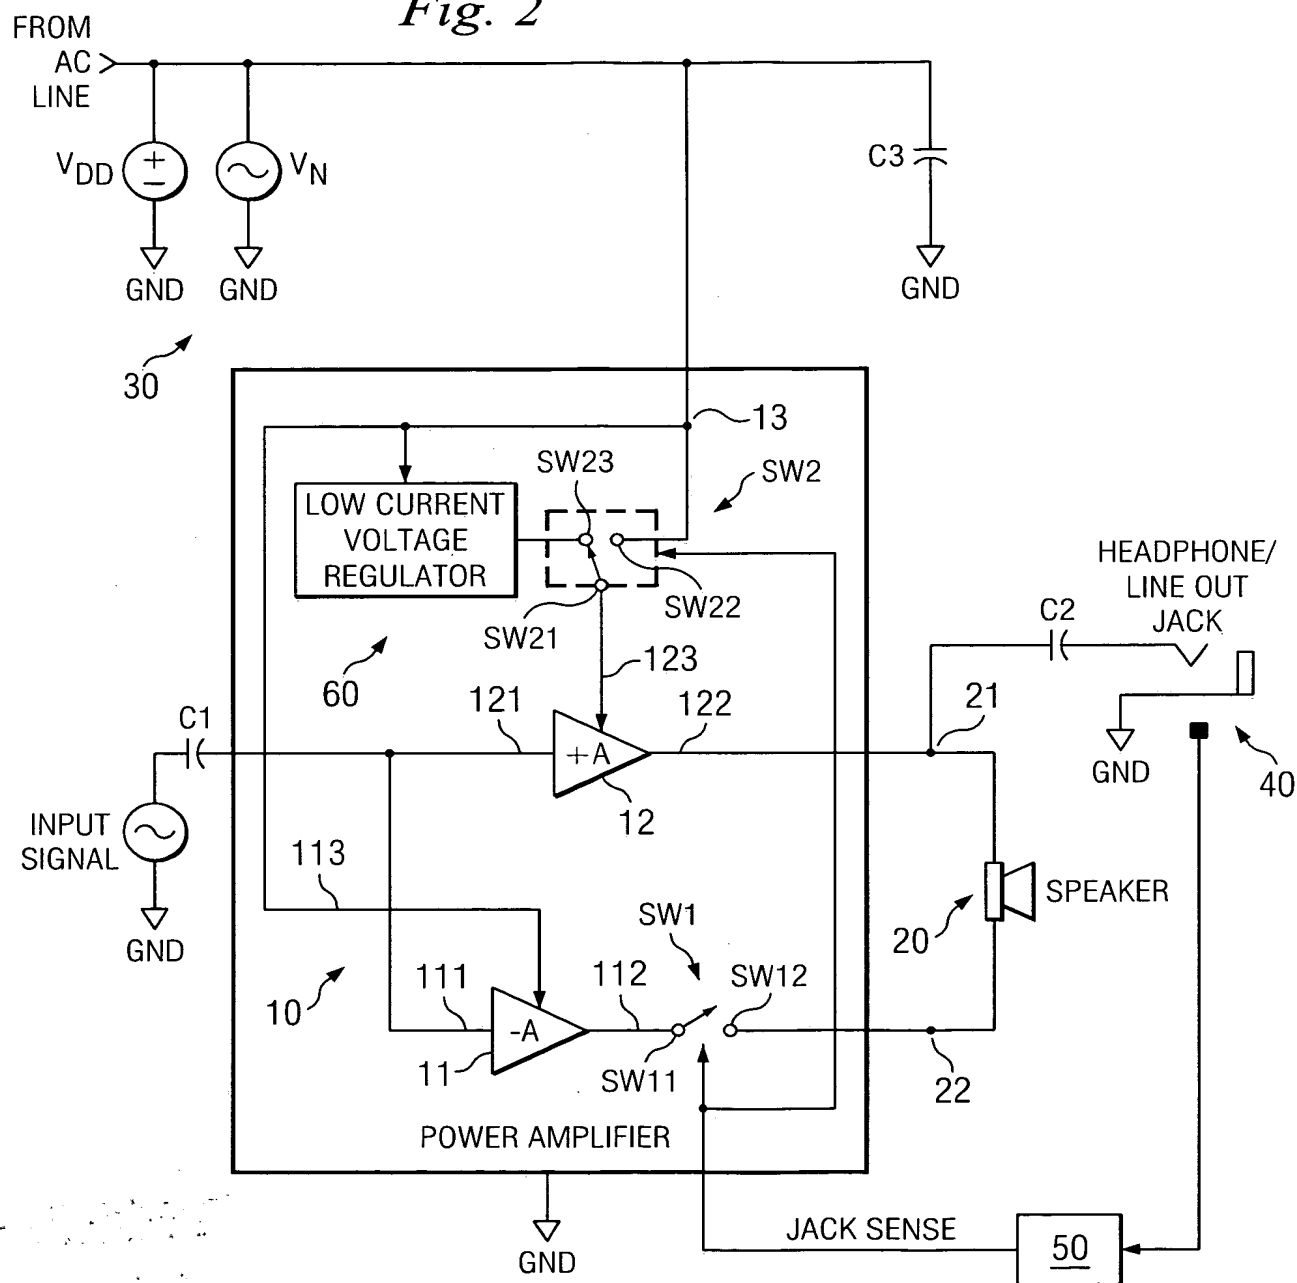 Fig. 2
FROM
AC
LINE
VDD
+
−
VN
C3
GND
GND
GND
30
13
SW23
SW2
LOW CURRENT
VOLTAGE
REGULATOR
SW22
SW21
HEADPHONE/
LINE OUT
JACK
C2
60
123
C1
121
122
21
+A
GND
40
12
INPUT
SIGNAL
113
SW1
SPEAKER
20
GND
111
112
SW12
10
-A
11
SW11
22
POWER AMPLIFIER
JACK SENSE
50
GND